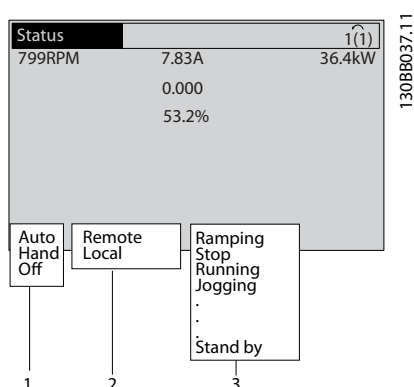 Status 1(1)
799RPM 7.83A 36.4kW
0.000
53.2%
Auto
Hand
Off
Remote
Local
Ramping
Stop
Running
Jogging
.
.
.
Stand by
1 2 3
130BB037.11